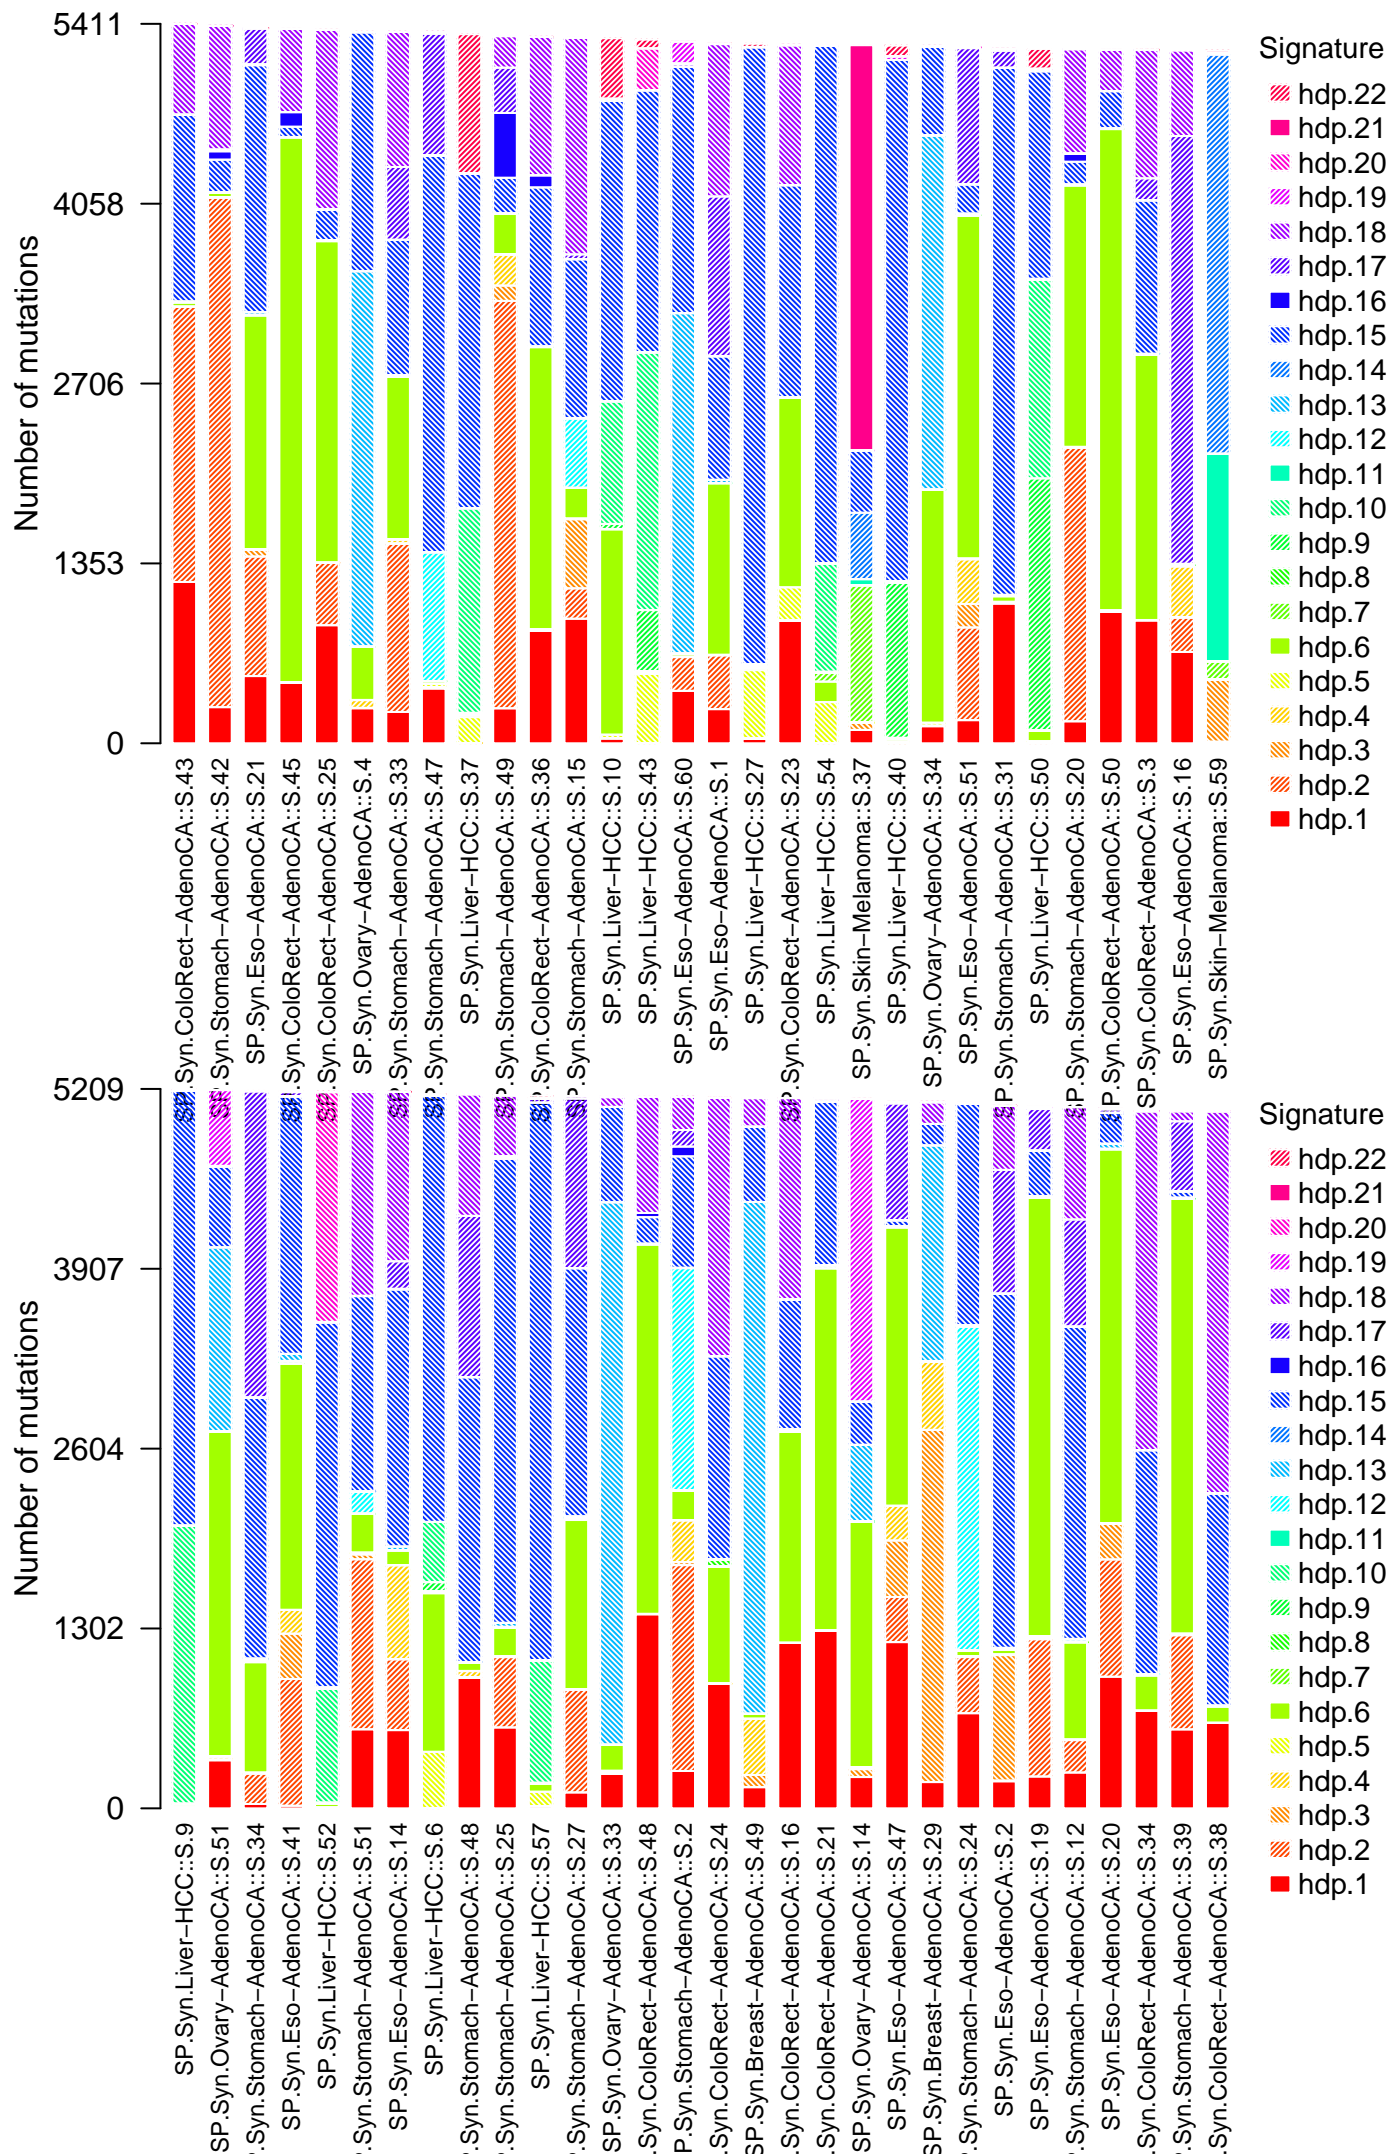 Number of mutations
5411
4058
2706
1353
0
SP.Syn.ColoRect−AdenoCA::S.43
SP.Syn.Stomach−AdenoCA::S.42
SP.Syn.Eso−AdenoCA::S.21
SP.Syn.ColoRect−AdenoCA::S.45
SP.Syn.ColoRect−AdenoCA::S.25
SP.Syn.Ovary−AdenoCA::S.4
SP.Syn.Stomach−AdenoCA::S.33
SP.Syn.Stomach−AdenoCA::S.47
SP.Syn.Liver−HCC::S.37
SP.Syn.Stomach−AdenoCA::S.49
SP.Syn.ColoRect−AdenoCA::S.36
SP.Syn.Stomach−AdenoCA::S.15
SP.Syn.Liver−HCC::S.10
SP.Syn.Liver−HCC::S.43
SP.Syn.Eso−AdenoCA::S.60
SP.Syn.Eso−AdenoCA::S.1
SP.Syn.Liver−HCC::S.27
SP.Syn.ColoRect−AdenoCA::S.23
SP.Syn.Liver−HCC::S.54
SP.Syn.Skin−Melanoma::S.37
SP.Syn.Liver−HCC::S.40
SP.Syn.Ovary−AdenoCA::S.34
SP.Syn.Eso−AdenoCA::S.51
SP.Syn.Stomach−AdenoCA::S.31
SP.Syn.Liver−HCC::S.50
SP.Syn.Stomach−AdenoCA::S.20
SP.Syn.ColoRect−AdenoCA::S.50
SP.Syn.ColoRect−AdenoCA::S.3
SP.Syn.Eso−AdenoCA::S.16
SP.Syn.Skin−Melanoma::S.59
Signature
hdp.22
hdp.21
hdp.20
hdp.19
hdp.18
hdp.17
hdp.16
hdp.15
hdp.14
hdp.13
hdp.12
hdp.11
hdp.10
hdp.9
hdp.8
hdp.7
hdp.6
hdp.5
hdp.4
hdp.3
hdp.2
hdp.1
Number of mutations
5209
3907
2604
1302
0
SP.Syn.Liver−HCC::S.9
SP.Syn.Ovary−AdenoCA::S.51
P.Syn.Stomach−AdenoCA::S.34
SP.Syn.Eso−AdenoCA::S.41
SP.Syn.Liver−HCC::S.52
P.Syn.Stomach−AdenoCA::S.51
SP.Syn.Eso−AdenoCA::S.14
SP.Syn.Liver−HCC::S.6
P.Syn.Stomach−AdenoCA::S.48
P.Syn.Stomach−AdenoCA::S.25
SP.Syn.Liver−HCC::S.57
P.Syn.Stomach−AdenoCA::S.27
SP.Syn.Ovary−AdenoCA::S.33
.Syn.ColoRect−AdenoCA::S.48
P.Syn.Stomach−AdenoCA::S.2
.Syn.ColoRect−AdenoCA::S.24
SP.Syn.Breast−AdenoCA::S.49
.Syn.ColoRect−AdenoCA::S.16
.Syn.ColoRect−AdenoCA::S.21
SP.Syn.Ovary−AdenoCA::S.14
SP.Syn.Eso−AdenoCA::S.47
SP.Syn.Breast−AdenoCA::S.29
P.Syn.Stomach−AdenoCA::S.24
SP.Syn.Eso−AdenoCA::S.2
SP.Syn.Eso−AdenoCA::S.19
P.Syn.Stomach−AdenoCA::S.12
SP.Syn.Eso−AdenoCA::S.20
.Syn.ColoRect−AdenoCA::S.34
P.Syn.Stomach−AdenoCA::S.39
.Syn.ColoRect−AdenoCA::S.38
Signature
hdp.22
hdp.21
hdp.20
hdp.19
hdp.18
hdp.17
hdp.16
hdp.15
hdp.14
hdp.13
hdp.12
hdp.11
hdp.10
hdp.9
hdp.8
hdp.7
hdp.6
hdp.5
hdp.4
hdp.3
hdp.2
hdp.1